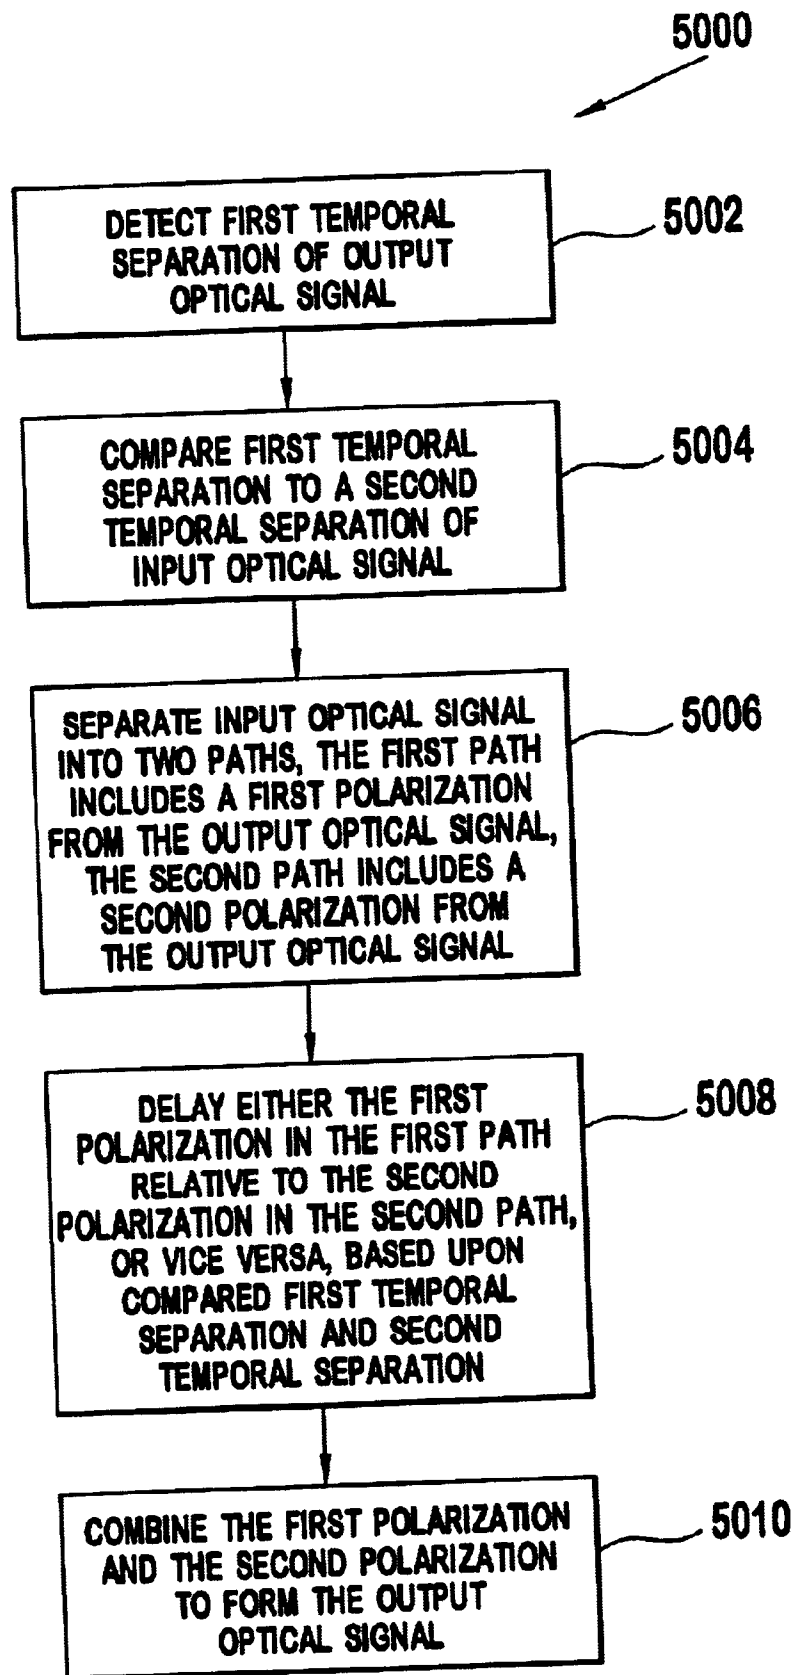 5000
DETECT FIRST TEMPORAL
SEPARATION OF OUTPUT
OPTICAL SIGNAL
5002
COMPARE FIRST TEMPORAL
SEPARATION TO A SECOND
TEMPORAL SEPARATION OF
INPUT OPTICAL SIGNAL
5004
SEPARATE INPUT OPTICAL SIGNAL
INTO TWO PATHS, THE FIRST PATH
INCLUDES A FIRST POLARIZATION
FROM THE OUTPUT OPTICAL SIGNAL,
THE SECOND PATH INCLUDES A
SECOND POLARIZATION FROM
THE OUTPUT OPTICAL SIGNAL
5006
DELAY EITHER THE FIRST
POLARIZATION IN THE FIRST PATH
RELATIVE TO THE SECOND
POLARIZATION IN THE SECOND PATH,
OR VICE VERSA, BASED UPON
COMPARED FIRST TEMPORAL
SEPARATION AND SECOND
TEMPORAL SEPARATION
5008
COMBINE THE FIRST POLARIZATION
AND THE SECOND POLARIZATION
TO FORM THE OUTPUT
OPTICAL SIGNAL
5010